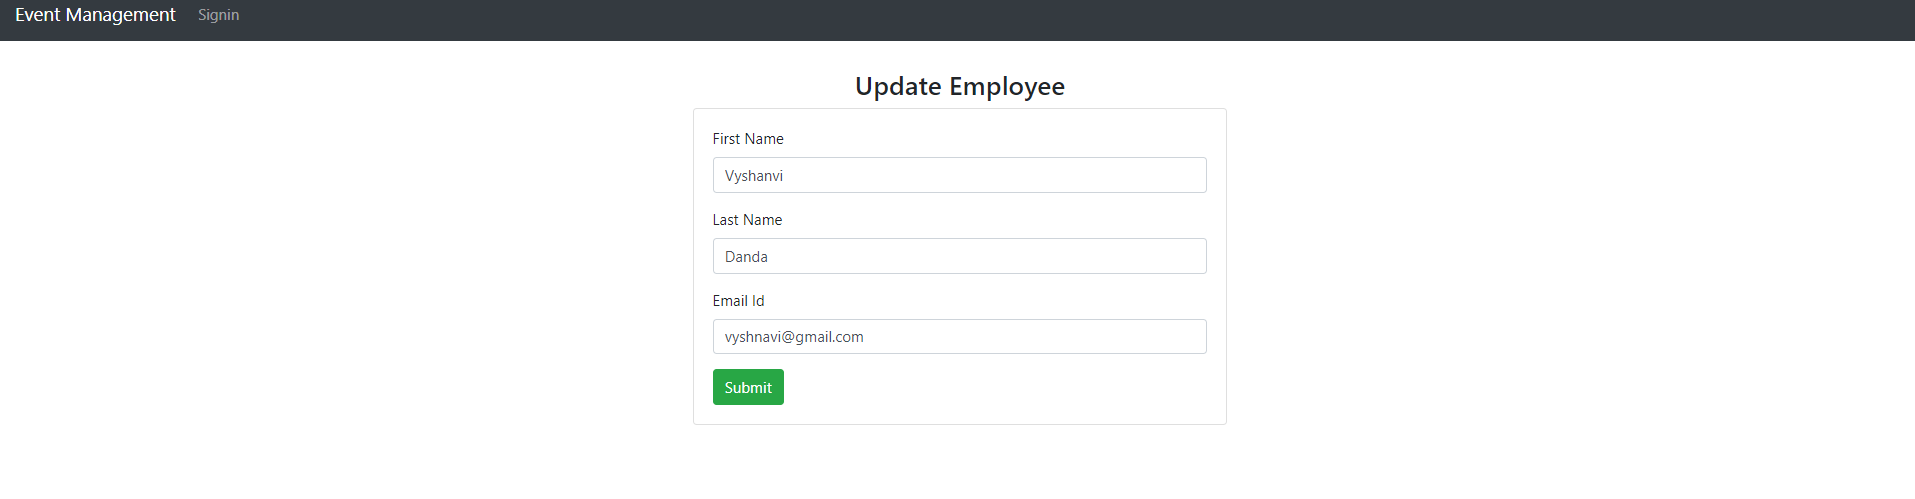 Event Management Signin
Update Employee
First Name
Vyshanvi
Last Name
Danda
Email Id
vyshnavi@gmail.com
Submit